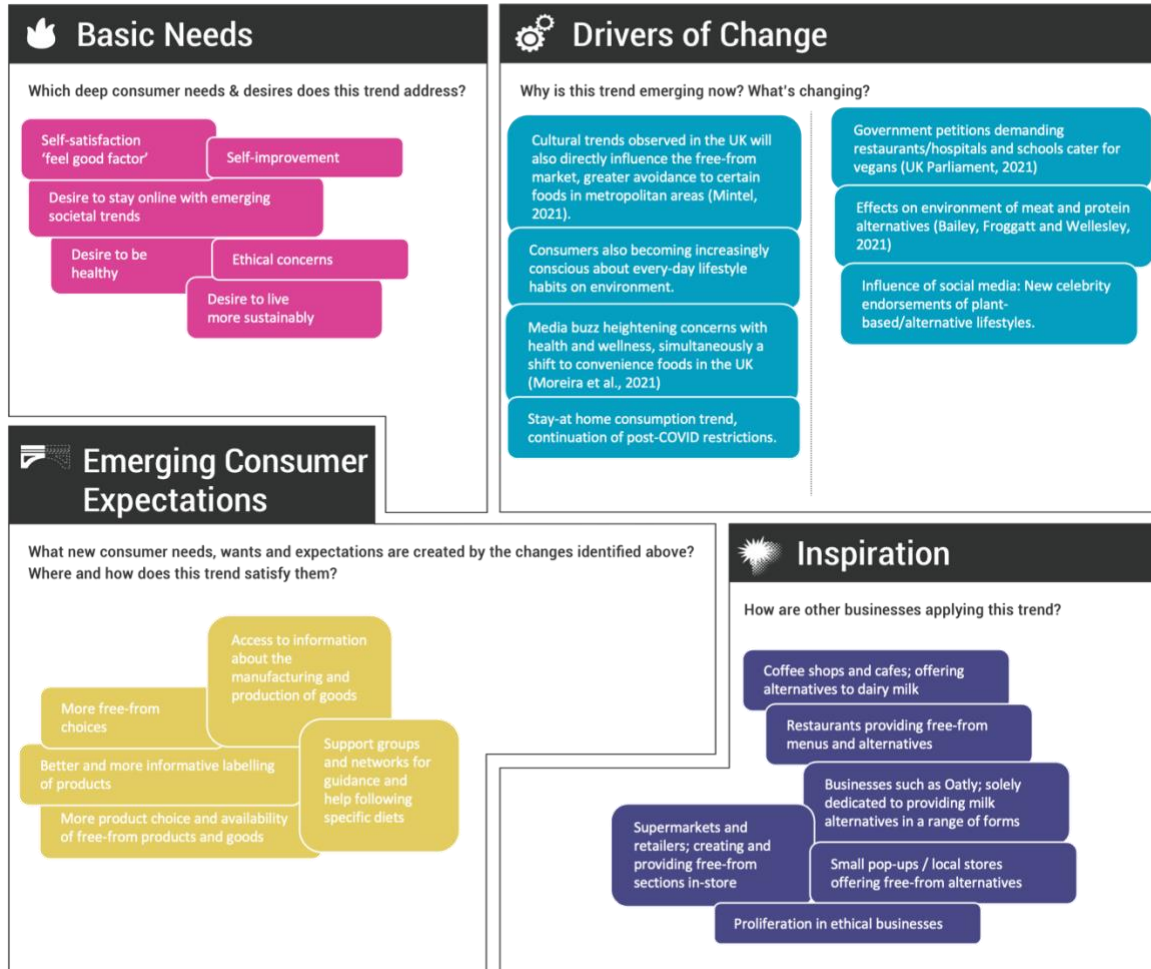 Basic Needs
Which deep consumer needs & desires does this trend address?
Self-satisfaction
‘feel good factor’
Self-improvement
Desire to stay online with emerging
societal trends
Desire to be
healthy
Ethical concerns
Desire to live
more sustainably
Drivers of Change
Why is this trend emerging now? What's changing?
Cultural trends observed in the UK will
also directly influence the free-from
market, greater avoidance to certain
foods in metropolitan areas (Mintel,
2021).
Consumers also becoming increasingly
conscious about every-day lifestyle
habits on environment.
Media buzz heightening concerns with
health and wellness, simultaneously a
shift to convenience foods in the UK
(Moreira et al., 2021)
Stay-at home consumption trend,
continuation of post-COVID restrictions.
Government petitions demanding
restaurants/hospitals and schools cater for
vegans (UK Parliament, 2021)
Effects on environment of meat and protein
alternatives (Bailey, Froggatt and Wellesley,
2021)
Influence of social media: New celebrity
endorsements of plant-
based/alternative lifestyles.
Emerging Consumer
Expectations
What new consumer needs, wants and expectations are created by the changes identified above?
Where and how does this trend satisfy them?
Access to information
about the
manufacturing and
production of goods
More free-from
choices
Better and more informative labelling
of products
Support groups
and networks for
guidance and
help following
specific diets
More product choice and availability
of free-from products and goods
Inspiration
How are other businesses applying this trend?
Coffee shops and cafes; offering
alternatives to dairy milk
Restaurants providing free-from
menus and alternatives
Businesses such as Oatly; solely
dedicated to providing milk
alternatives in a range of forms
Supermarkets and
retailers; creating and
providing free-from
sections in-store
Small pop-ups / local stores
offering free-from alternatives
Proliferation in ethical businesses